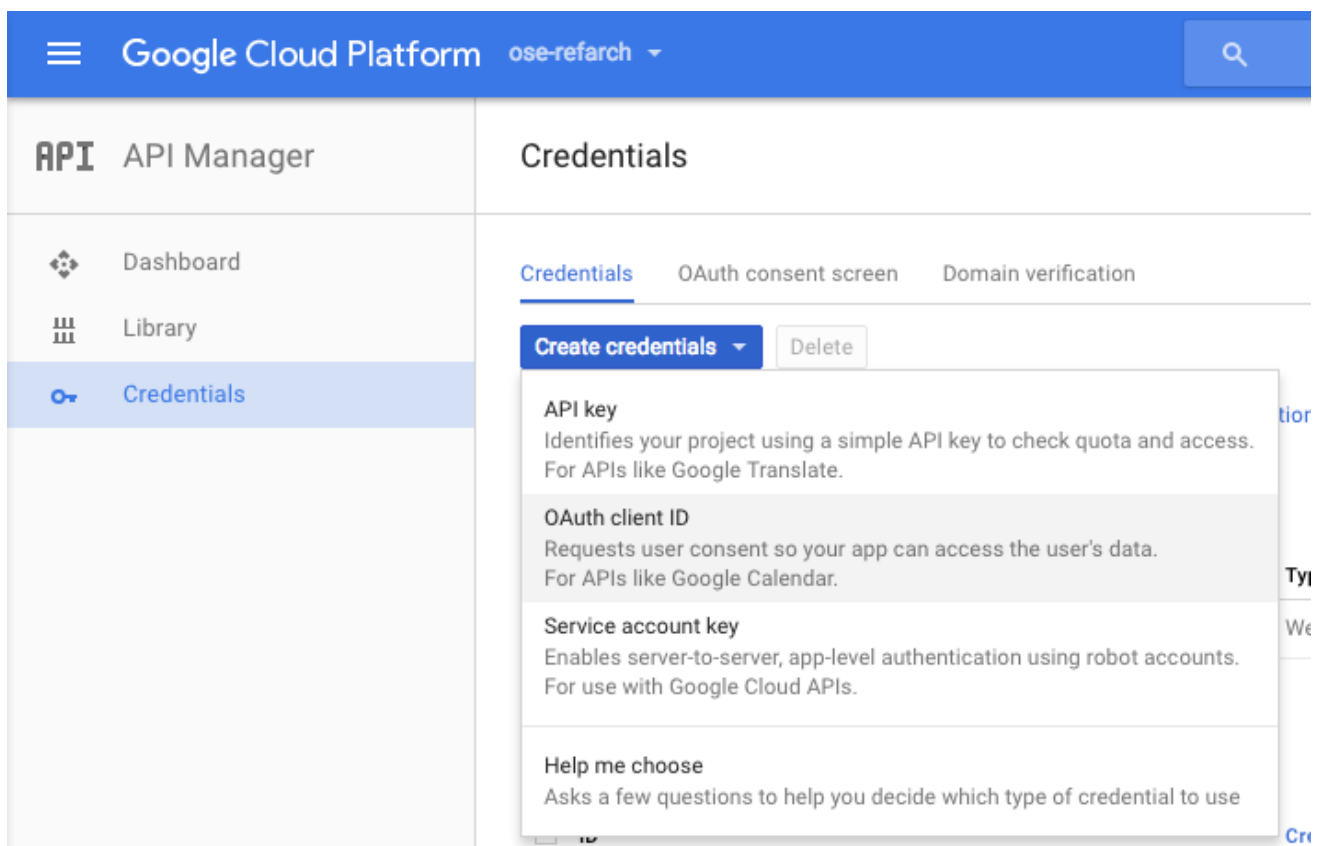 Google Cloud Platform ose-refarch
API API Manager
Credentials
Dashboard
Library
Credentials
Credentials OAuth consent screen Domain verification
Create credentials Delete
API key
Identifies your project using a simple API key to check quota and access.
For APIs like Google Translate.
OAuth client ID
Requests user consent so your app can access the user's data.
For APIs like Google Calendar.
Service account key
Enables server-to-server, app-level authentication using robot accounts.
For use with Google Cloud APIs.
Help me choose
Asks a few questions to help you decide which type of credential to use